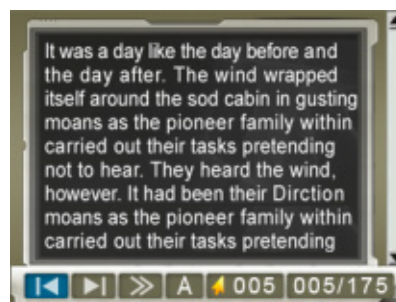 It was a day like the day before and
the day after. The wind wrapped
itself around the sod cabin in gusting
moans as the pioneer family within
carried out their tasks pretending
not to hear. They heard the wind,
however. It had been their Dirction
moans as the pioneer family within
carried out their tasks pretending
A 005 005/175